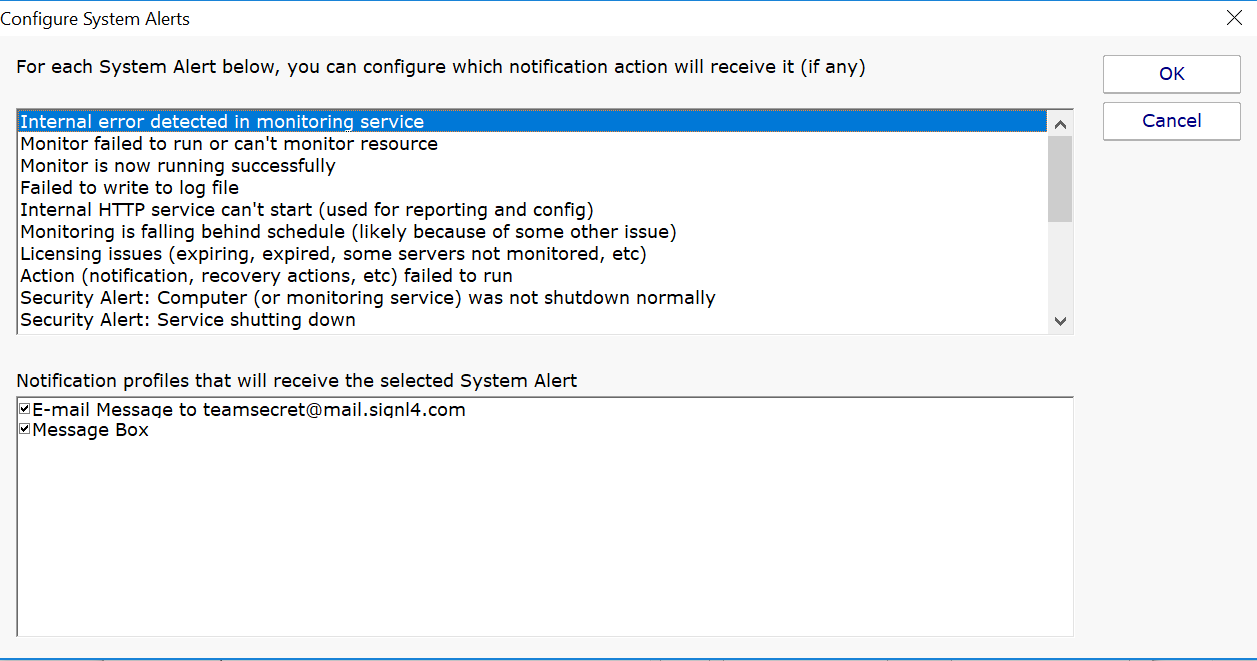 Configure System Alerts
For each System Alert below, you can configure which notification action will receive it (if any)
OK
Cancel
Internal error detected in monitoring service
Monitor failed to run or can't monitor resource
Monitor is now running successfully
Failed to write to log file
Internal HTTP service can't start (used for reporting and config)
Monitoring is falling behind schedule (likely because of some other issue)
Licensing issues (expiring, expired, some servers not monitored, etc)
Action (notification, recovery actions, etc) failed to run
Security Alert: Computer (or monitoring service) was not shutdown normally
Security Alert: Service shutting down
Notification profiles that will receive the selected System Alert
E-mail Message to teamsecret@mail.signl4.com
Message Box